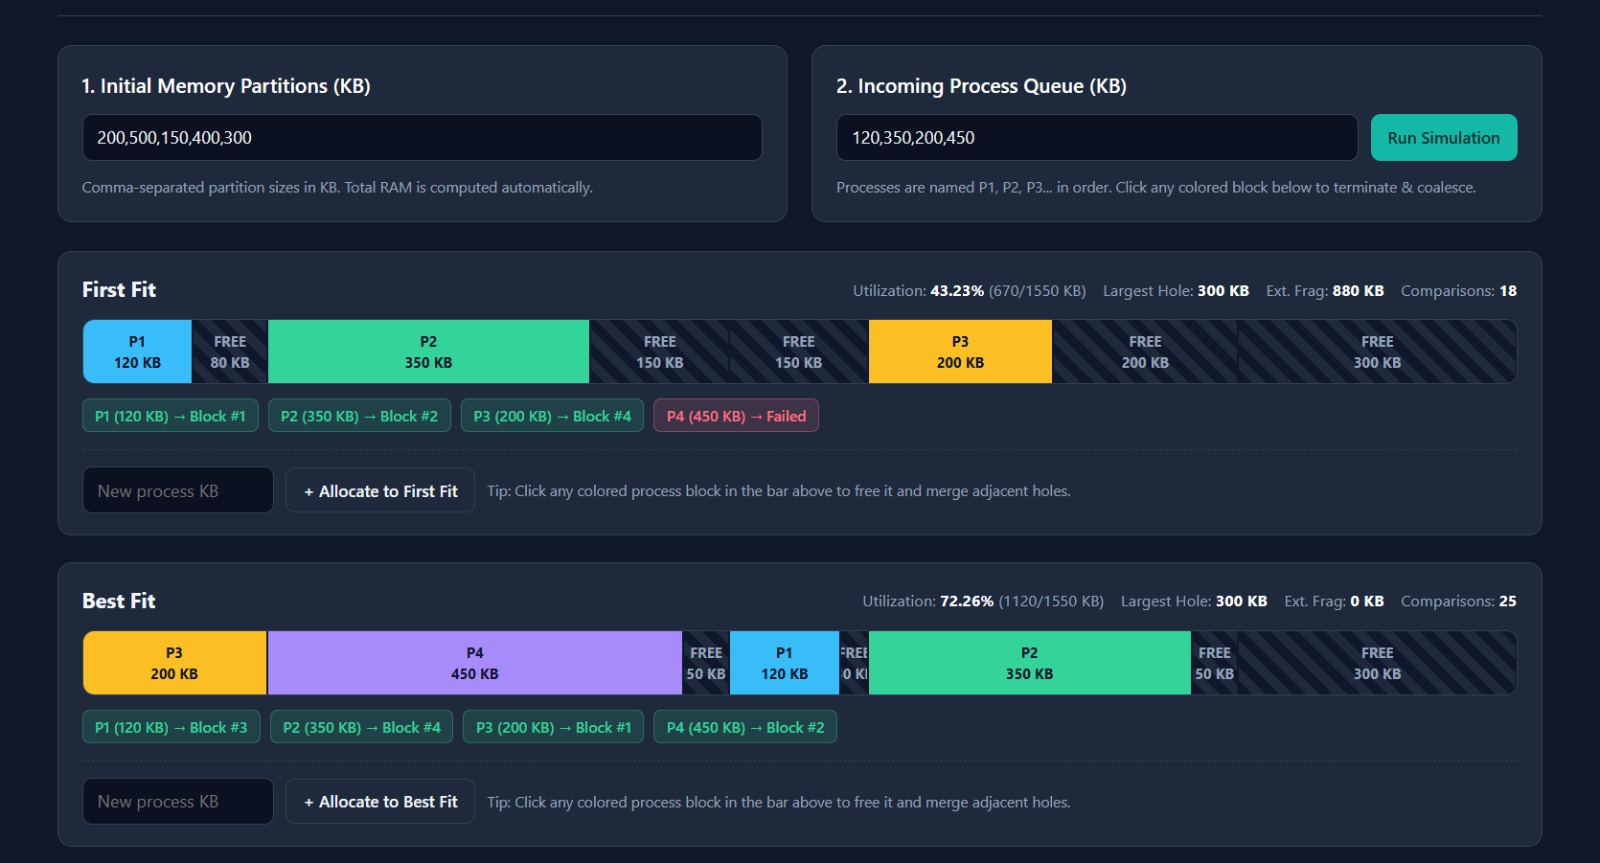 1. Initial Memory Partitions (KB)
200,500,150,400,300
Comma-separated partition sizes in KB. Total RAM is computed automatically.
2. Incoming Process Queue (KB)
120,350,200,450
Run Simulation
Processes are named P1, P2, P3... in order. Click any colored block below to terminate & coalesce.
First Fit
Utilization: 43.23% (670/1550 KB) Largest Hole: 300 KB Ext. Frag: 880 KB Comparisons: 18
P1
120 KB
FREE
80 KB
P2
350 KB
FREE
150 KB
FREE
150 KB
P3
200 KB
FREE
200 KB
FREE
300 KB
P1 (120 KB) → Block #1
P2 (350 KB) → Block #2
P3 (200 KB) → Block #4
P4 (450 KB) → Failed
New process KB
+ Allocate to First Fit
Tip: Click any colored process block in the bar above to free it and merge adjacent holes.
Best Fit
Utilization: 72.26% (1120/1550 KB) Largest Hole: 300 KB Ext. Frag: 0 KB Comparisons: 25
P3
200 KB
P4
450 KB
FREE
50 KB
P1
120 KB
FREE
P2
350 KB
FREE
50 KB
FREE
300 KB
P1 (120 KB) → Block #3
P2 (350 KB) → Block #4
P3 (200 KB) → Block #1
P4 (450 KB) → Block #2
New process KB
+ Allocate to Best Fit
Tip: Click any colored process block in the bar above to free it and merge adjacent holes.